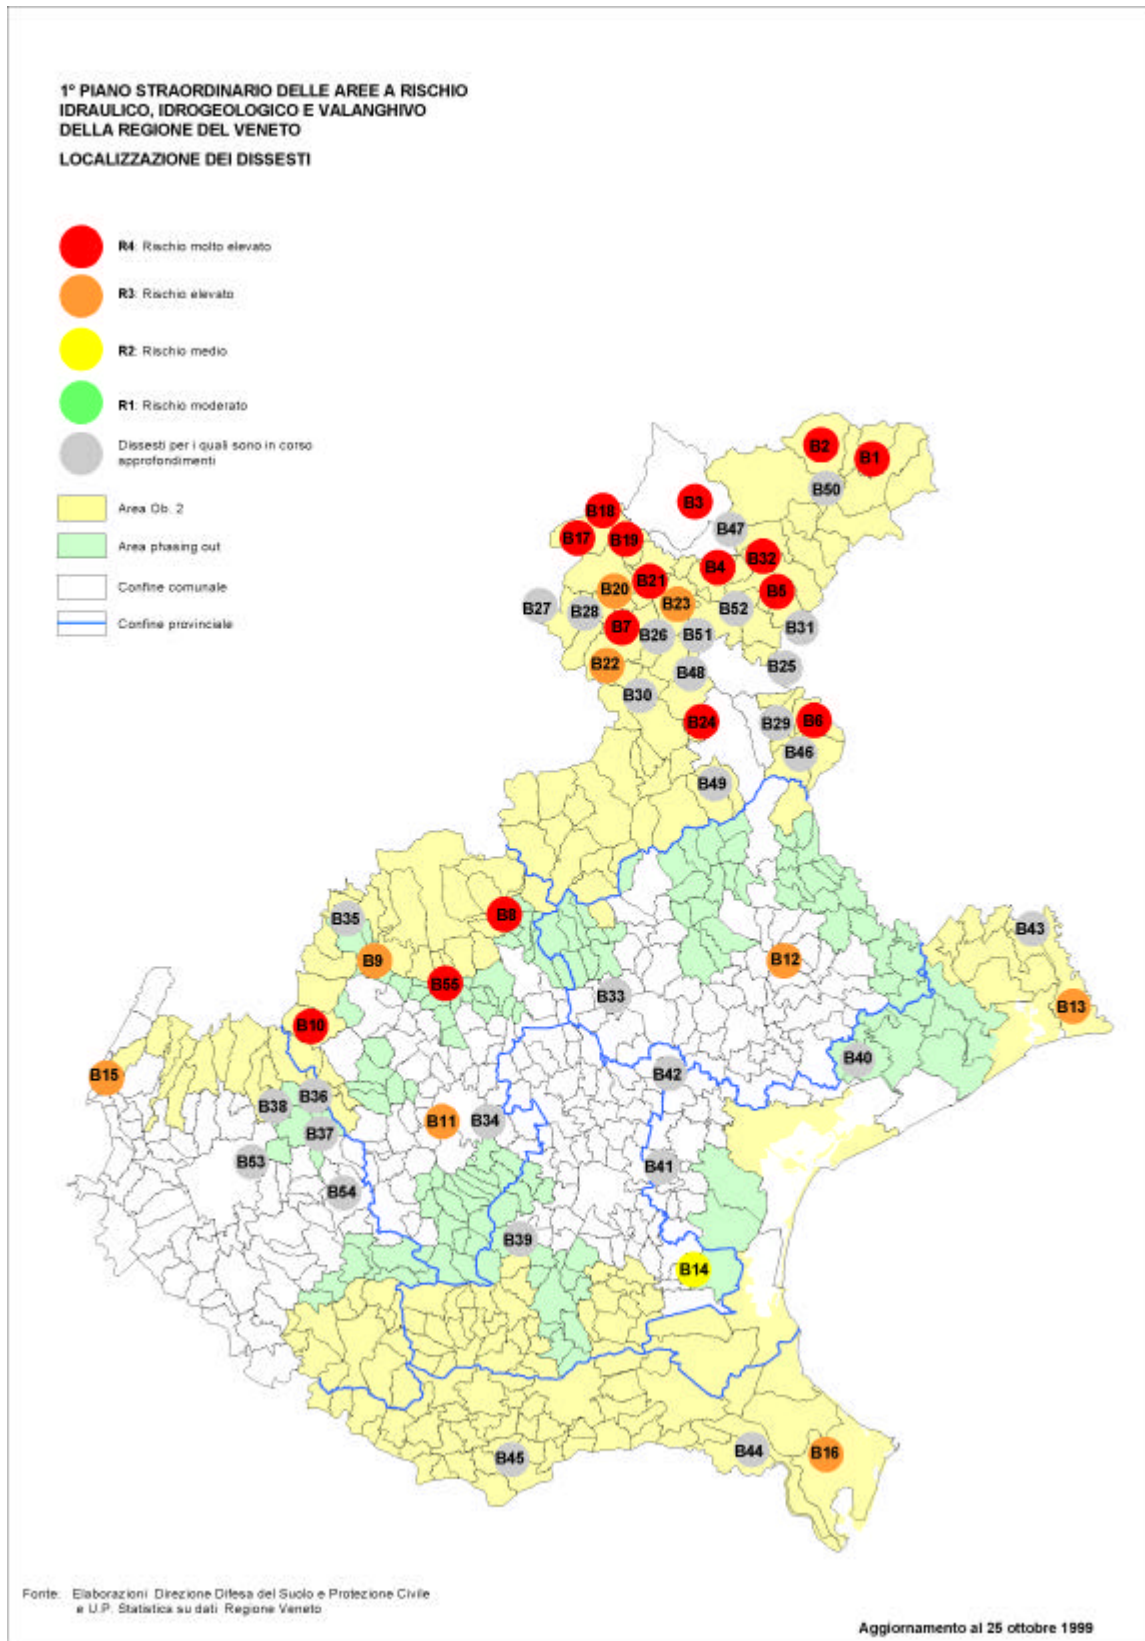 1º PIANO STRAORDINARIO DELLE AREE A RISCHIO
IDRAULICO, IDROGEOLOGICO E VALANGHIVO
DELLA REGIONE DEL VENETO
LOCALIZZAZIONE DEI DISSESTI
R4: Rischio molto elevato
R3: Rischio elevato
R2: Rischio medio
R1: Rischio moderato
Dissesti per i quali sono in corso
approfondimenti
Area Ob. 2
Area phasing out
Confine comunale
Confine provinciale
B2
B1
B50
B3
B18
B47
B17
B19
B32
B4
B21
B20
B5
B23
B27
B28
B52
B7
B26
B51
B31
B22
B25
B48
B30
B24
B29
B6
B46
B49
B8
B35
B43
B9
B12
B55
B33
B13
B10
B40
B15
B42
B36
B38
B11
B34
B37
B53
B41
B54
B39
B14
B45
B44
B16
Fonte: Elaborazioni Direzione Difesa del Suolo e Protezione Civile
e U.P. Statistica su dati Regione Veneto
Aggiornamento al 25 ottobre 1999